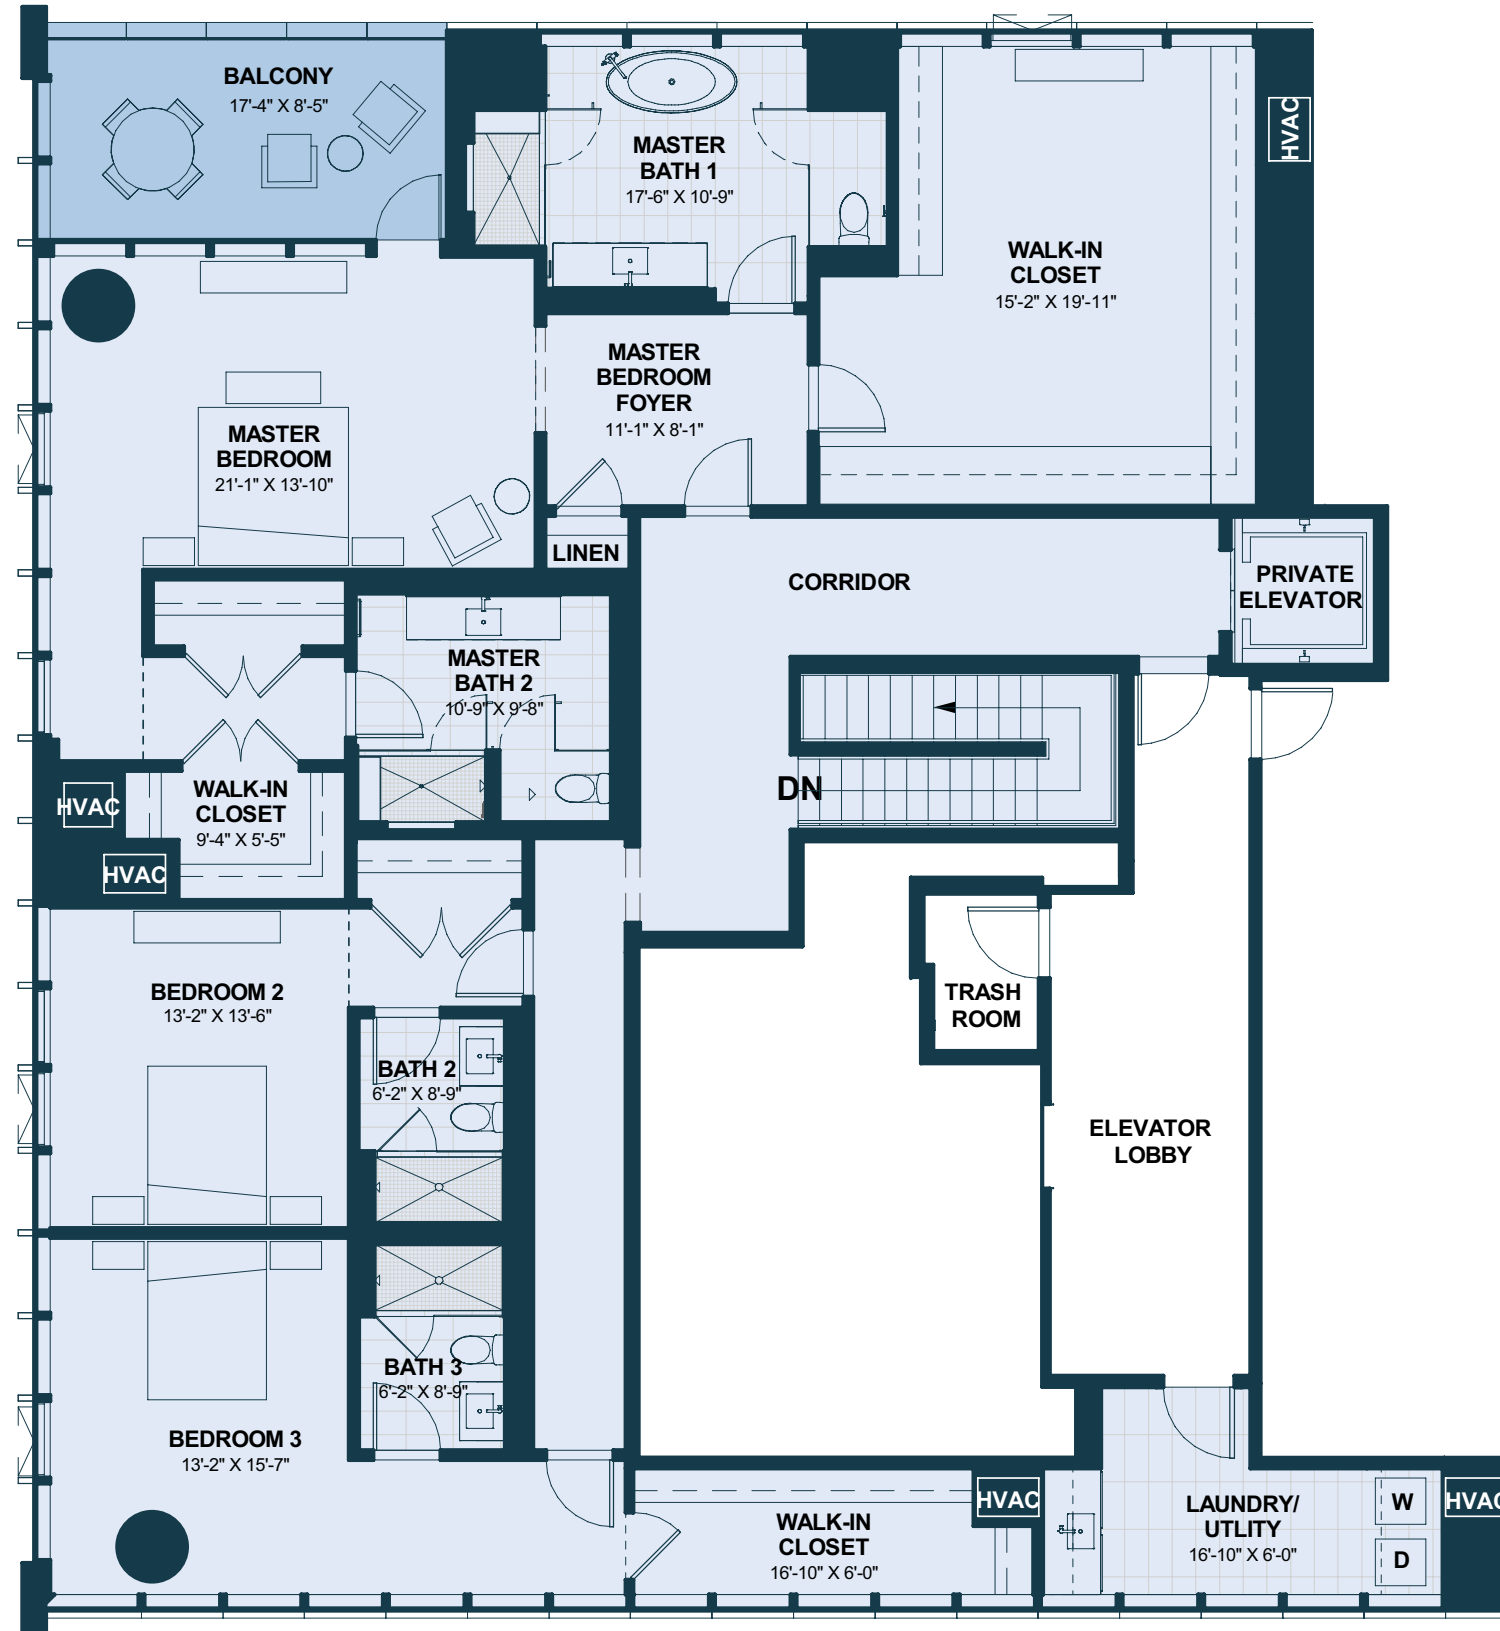 BALCONY
17'-4" X 8'-5"
MASTER
BATH 1
17'-6" X 10'-9"
HVAC
WALK-IN
CLOSET
15'-2" X 19'-11"
MASTER
BEDROOM
FOYER
11'-1" X 8'-1"
MASTER
BEDROOM
21'-1" X 13'-10"
LINEN
CORRIDOR
PRIVATE
ELEVATOR
MASTER
BATH 2
10'-9" X 9'-8"
DN
WALK-IN
CLOSET
9'-4" X 5'-5"
HVAC
HVAC
BEDROOM 2
13'-2" X 13'-6"
TRASH
ROOM
BATH 2
6'-2" X 8'-9"
ELEVATOR
LOBBY
BATH 3
6'-2" X 8'-9"
BEDROOM 3
13'-2" X 15'-7"
WALK-IN
CLOSET
16'-10" X 6'-0"
HVAC
LAUNDRY/
UTLITY
16'-10" X 6'-0"
W
D
HVAC